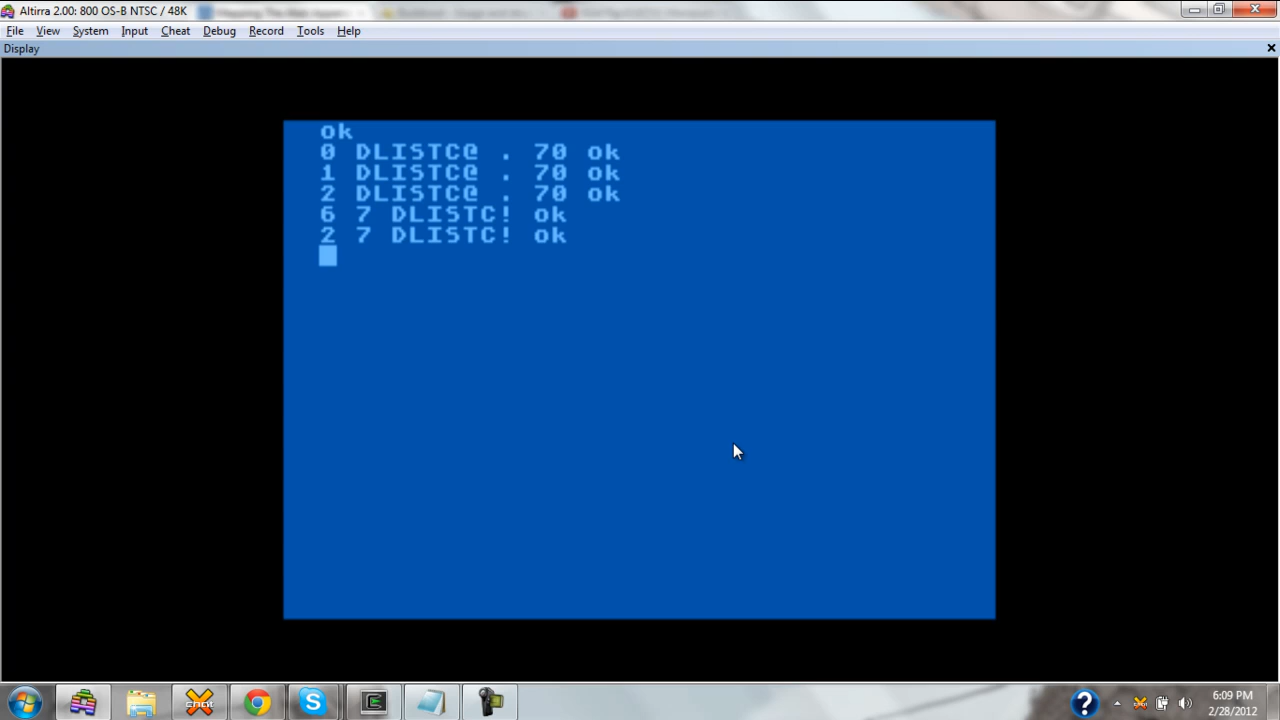 Altirra 2.00: 800 OS-B NTSC / 48K
File View System Input Cheat Debug Record Tools Help
Display
ok
0 DLISTC@ . 70 ok
1 DLISTC@ . 70 ok
2 DLISTC@ . 70 ok
6 7 DLISTC! ok
2 7 DLISTC! ok
6:09 PM
2/28/2012